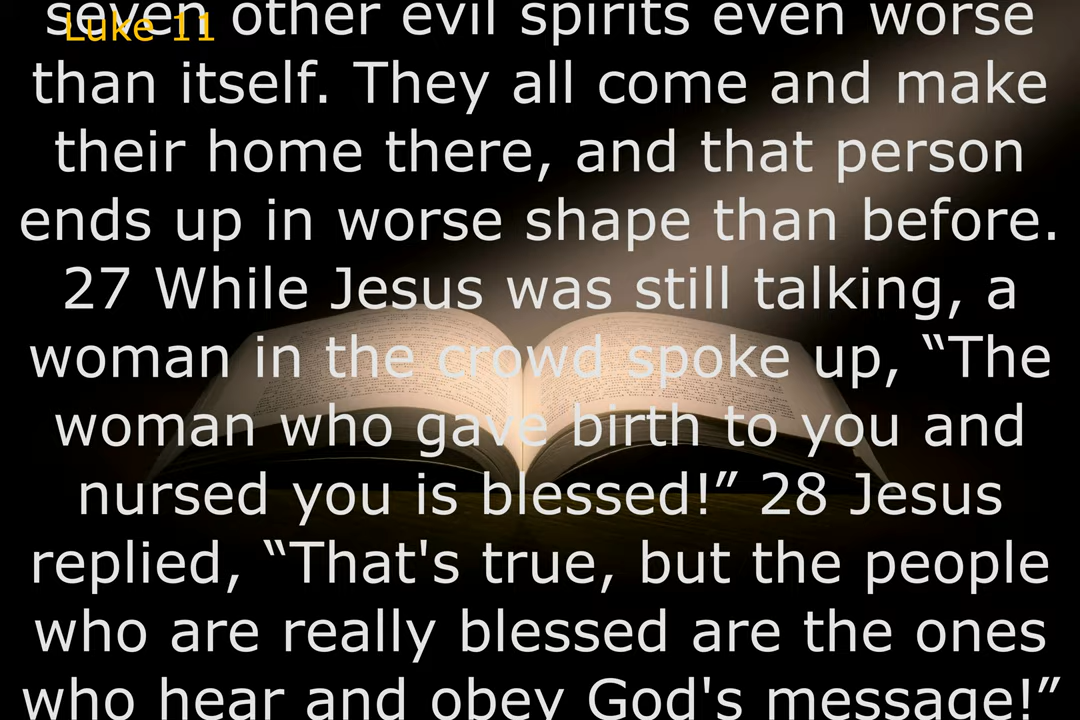 seven other evil spirits even worse
Luke 11
than itself. They all come and make
their home there, and that person
ends up in worse shape than before.
27 While Jesus was still talking, a
woman in the crowd spoke up, “The
woman who gave birth to you and
nursed you is blessed!” 28 Jesus
replied, “That's true, but the people
who are really blessed are the ones
who hear and obey God's message!”